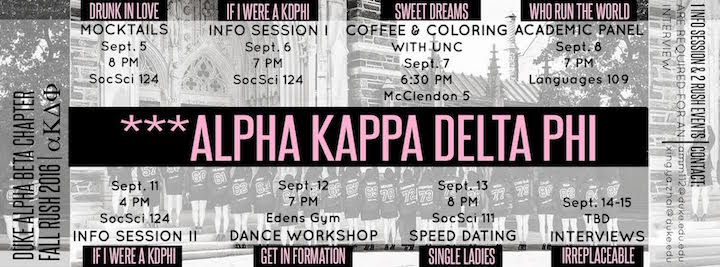 DUKE ALPHA BETA CHAPTER
FALL RUSH 2016 | αΚΔΦ
DRUNK IN LOVE
MOCKTAILS
Sept. 5
8 PM
SocSci 124
IF I WERE A KDPHI
INFO SESSION I
Sept. 6
7 PM
SocSci 124
SWEET DREAMS
COFFEE & COLORING
WITH UNC
Sept. 7
6:30 PM
McClendon 5
WHO RUN THE WORLD
ACADEMIC PANEL
Sept. 8
7 PM
Languages 109
***ALPHA KAPPA DELTA PHI
Sept. 11
4 PM
SocSci 124
INFO SESSION II
IF I WERE A KDPHI
Sept. 12
7 PM
Edens Gym
DANCE WORKSHOP
GET IN FORMATION
Sept. 13
8 PM
SocSci 111
SPEED DATING
SINGLE LADIES
Sept. 14-15
TBD
INTERVIEWS
IRREPLACEABLE
1 INFO SESSION & 2 RUSH EVENTS | CONTACT:
ARE REQUIRED FOR AN
INTERVIEW